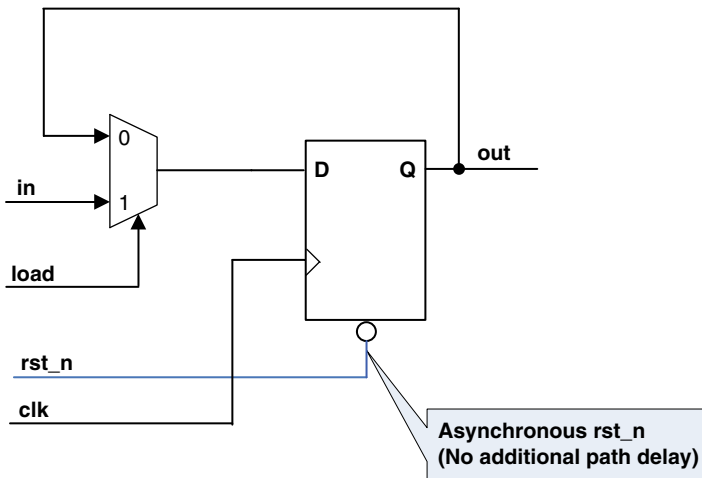 0
D
Q
out
in
1
load
rst_n
clk
Asynchronous rst_n
(No additional path delay)